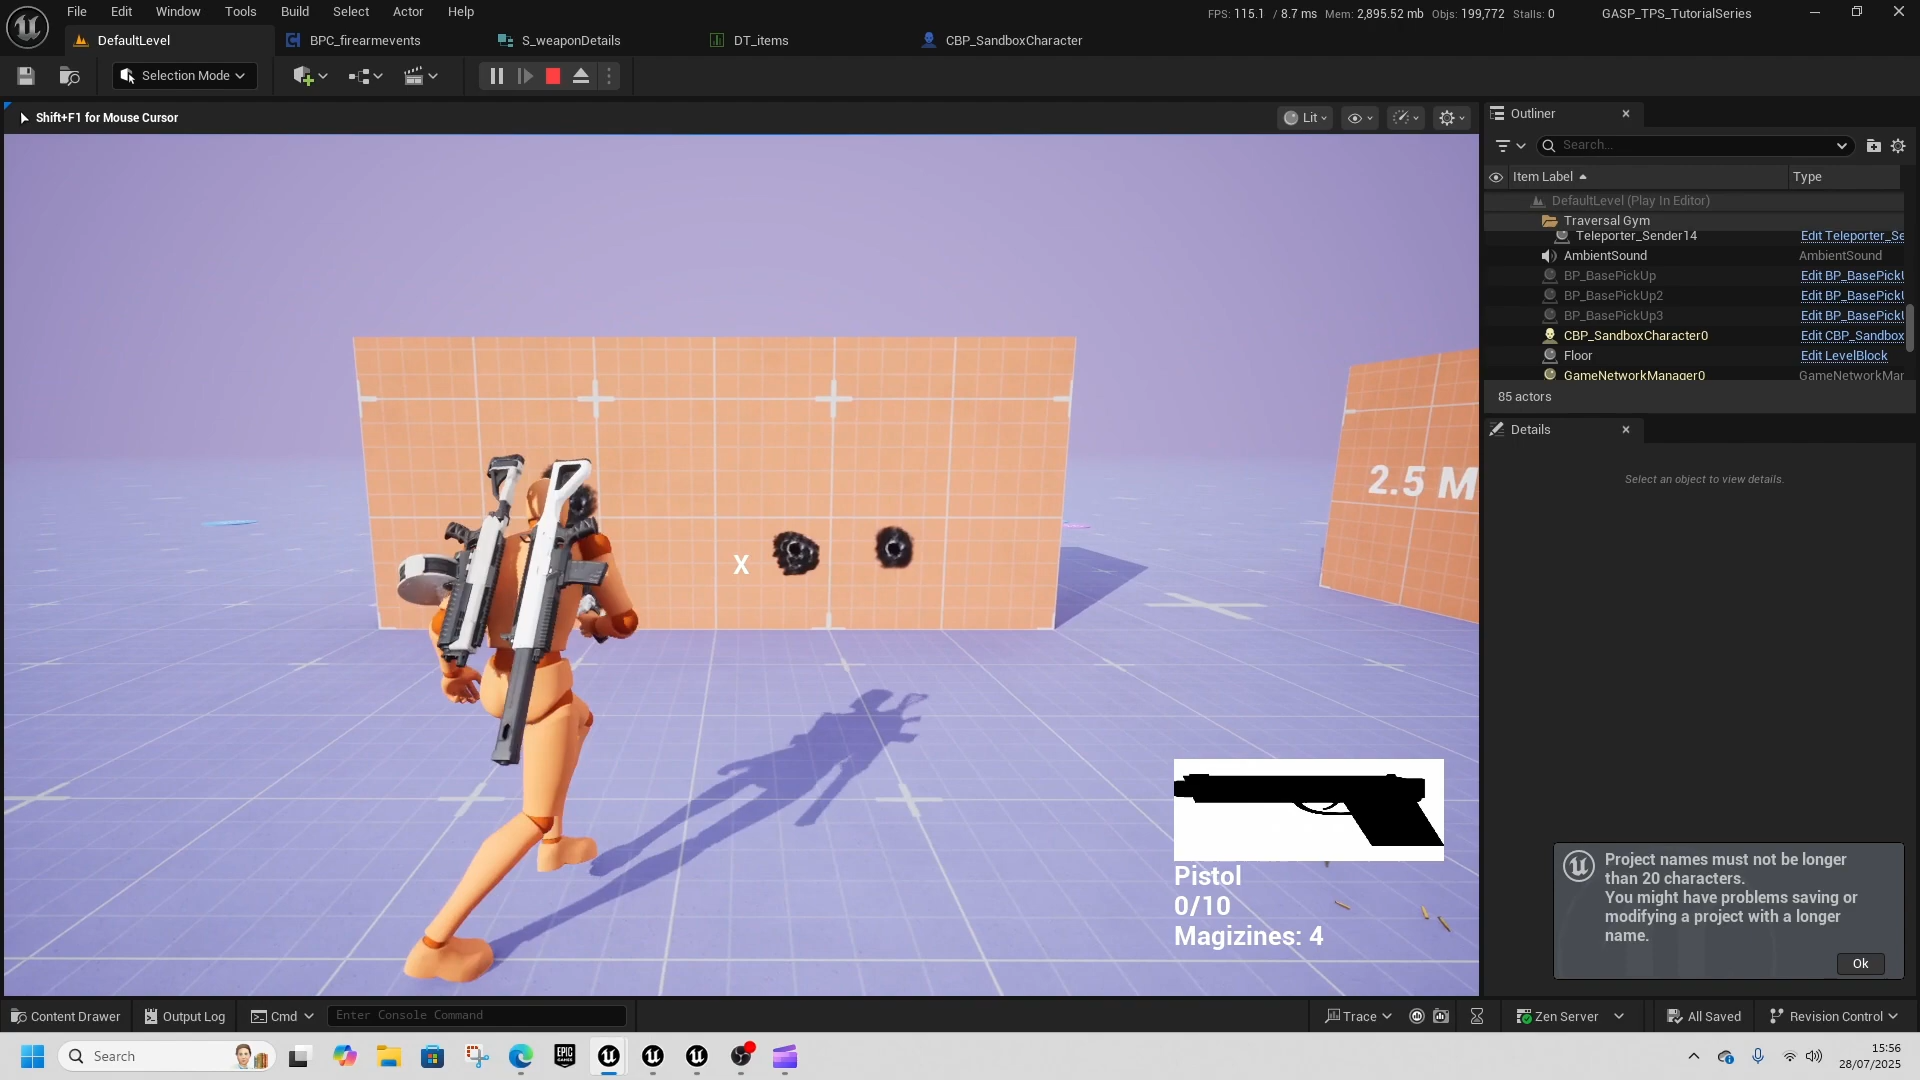 File Edit Window Tools Build Select Actor Help
FPS: 115.1 / 8.7 ms Mem: 2,895.52 mb Objs: 199,772 Stalls: 0
GASP_TPS_TutorialSeries
DefaultLevel
BPC_firearmevents
S_weaponDetails
DT_items
CBP_SandboxCharacter
Selection Mode
Shift+F1 for Mouse Cursor
Lit
Outliner
Search...
Item Label
Type
DefaultLevel (Play In Editor)
Traversal Gym
Teleporter_Sender14 Edit Teleporter_Se
AmbientSound AmbientSound
BP_BasePickUp Edit BP_BasePickU
BP_BasePickUp2 Edit BP_BasePickU
BP_BasePickUp3 Edit BP_BasePickU
CBP_SandboxCharacter0 Edit CBP_Sandbox
Floor Edit LevelBlock
GameNetworkManager0 GameNetworkMar
85 actors
Details
Select an object to view details.
2.5 M
X
Pistol
0/10
Magizines: 4
Project names must not be longer
than 20 characters.
You might have problems saving or
modifying a project with a longer
name.
Ok
Content Drawer
Output Log
Cmd
Enter Console Command
Trace
Zen Server
All Saved
Revision Control
Search
EPIC
GAMES
15:56
28/07/2025